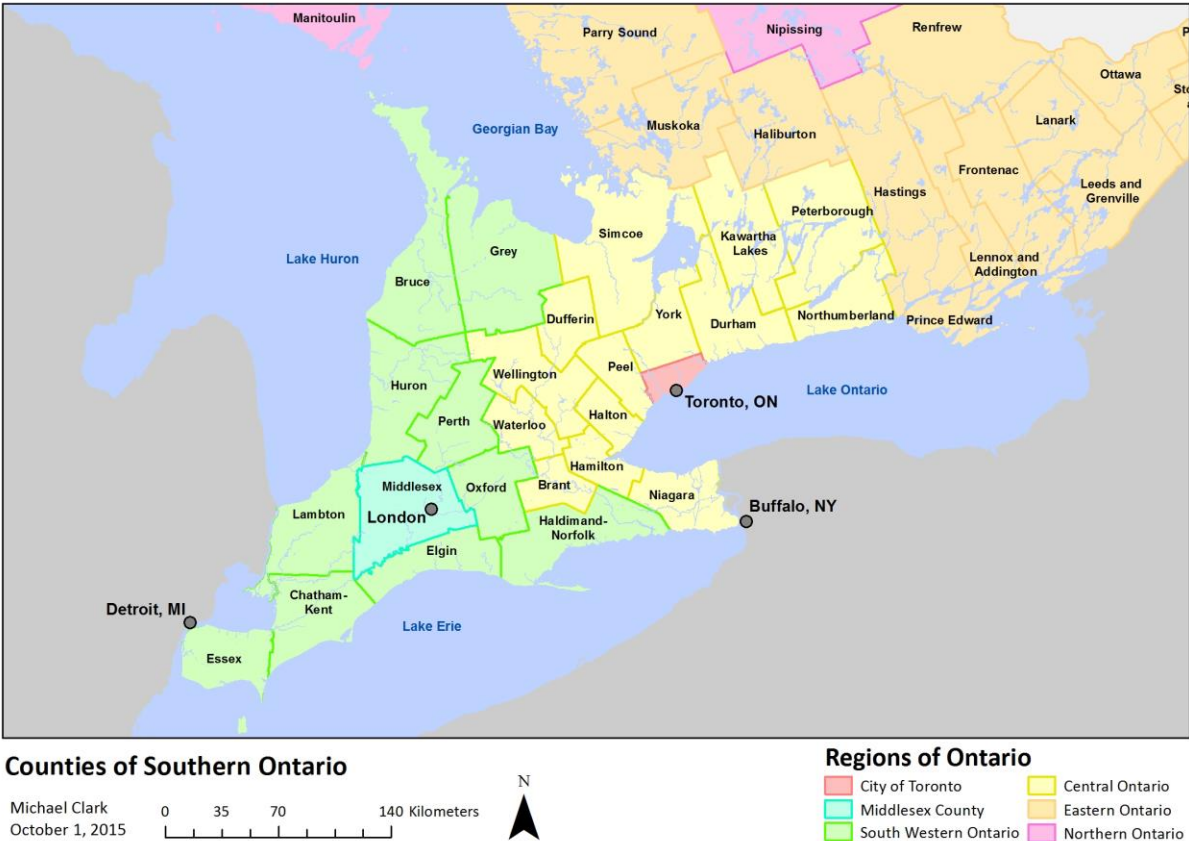 Manitoulin
Parry Sound
Nipissing
Renfrew
Ottawa
Lanark
Muskoka
Haliburton
Georgian Bay
Frontenac
Hastings
Leeds and
Grenville
Peterborough
Simcoe
Kawartha
Lakes
Grey
Lake Huron
Bruce
Lennox and
Addington
York
Durham
Northumberland
Prince Edward
Dufferin
Peel
Wellington
Huron
Lake Ontario
Toronto, ON
Halton
Perth
Waterloo
Hamilton
Middlesex
Oxford
Brant
Niagara
Buffalo, NY
London
Lambton
Haldimand-
Norfolk
Elgin
Chatham-
Kent
Detroit, MI
Lake Erie
Essex
Counties of Southern Ontario
Michael Clark
October 1, 2015
0 35 70 140 Kilometers
N
Regions of Ontario
City of Toronto
Middlesex County
South Western Ontario
Central Ontario
Eastern Ontario
Northern Ontario